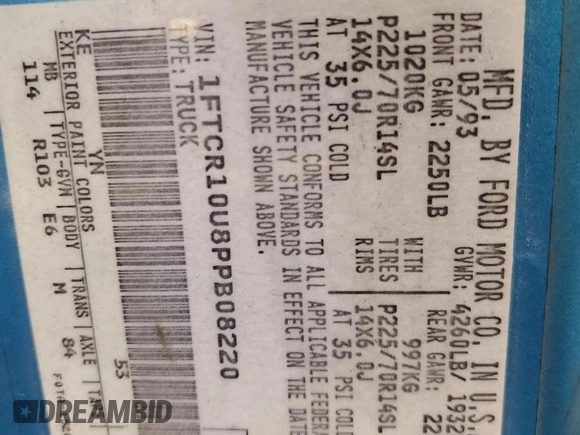 MFD. BY FORD MOTOR CO. IN U.S.
DATE: 05/93 GVWR: 4260LB/ 1932
FRONT GAWR: 2250LB REAR GAWR: 22
1020KG WITH 997KG
P225/70R14SL TIRES P225/70R14SL
14X6.0J RIMS 14X6.0J
AT 35 PSI COLD AT 35 PSI COLD
THIS VEHICLE CONFORMS TO ALL APPLICABLE FEDERAL
VEHICLE SAFETY STANDARDS IN EFFECT ON THE DATE
MANUFACTURE SHOWN ABOVE.
VIN: 1FTCR10U8PPB08220
TYPE: TRUCK
YN 53
KE
EXTERIOR PAINT COLORS
WB TYPE-GVW BODY TRANS AXLE
114 R103 E6 M 84
DREAMBID